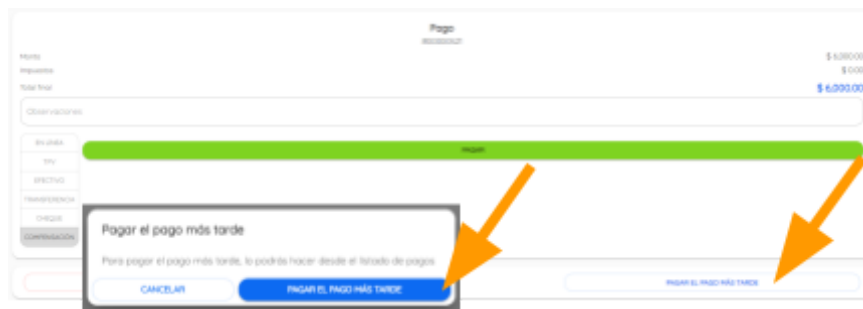 Pago
Monto $ 6,000.00
Impuestos $ 0.00
Total final $ 6,000.00
Observaciones
EN LÍNEA
PAGAR
TPV
EFECTIVO
TRANSFERENCIA
CHEQUE
COMPENSACIÓN
Pagar el pago más tarde
Para pagar el pago más tarde, lo podrás hacer desde el listado de pagos
CANCELAR PAGAR EL PAGO MÁS TARDE
PAGAR EL PAGO MÁS TARDE